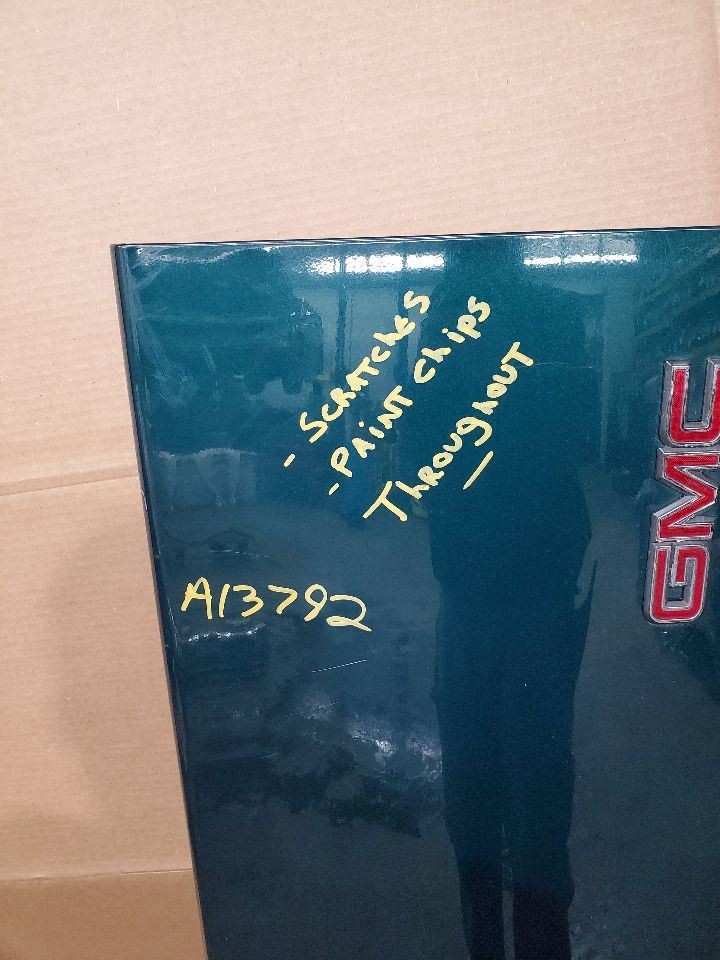 - SCRATCHES
- PAINT chips
Throughout
A13792
GMC